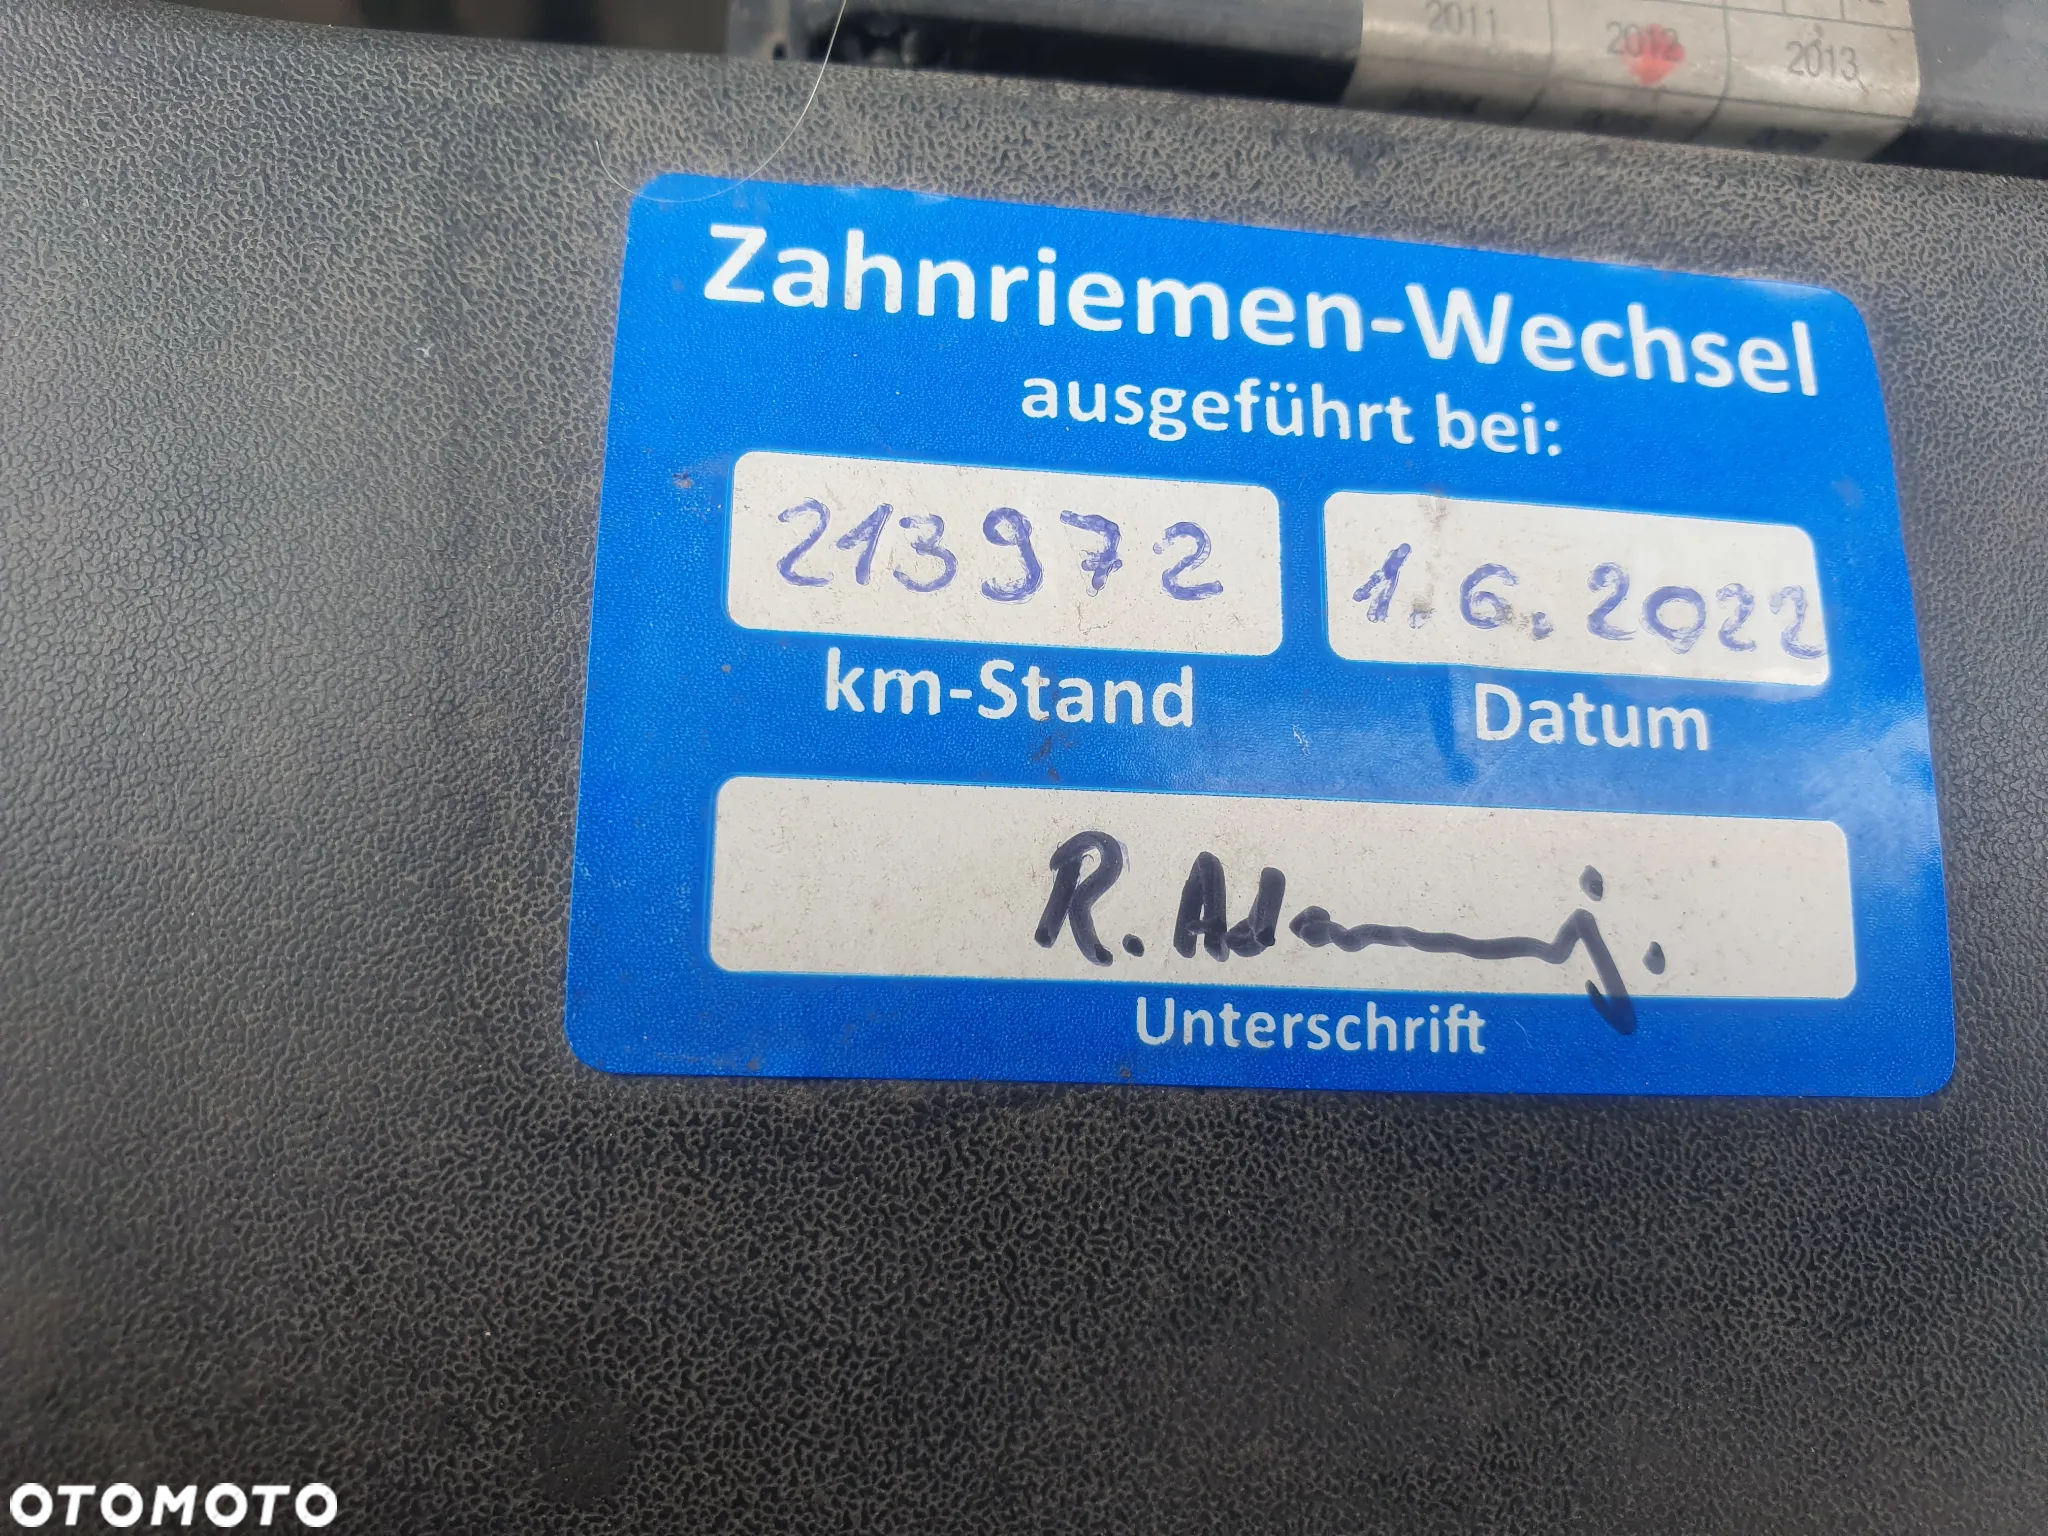 2011 2012 2013
Zahnriemen-Wechsel
ausgeführt bei:
213972 1.6.2022
km-Stand Datum
Unterschrift
OTOMOTO